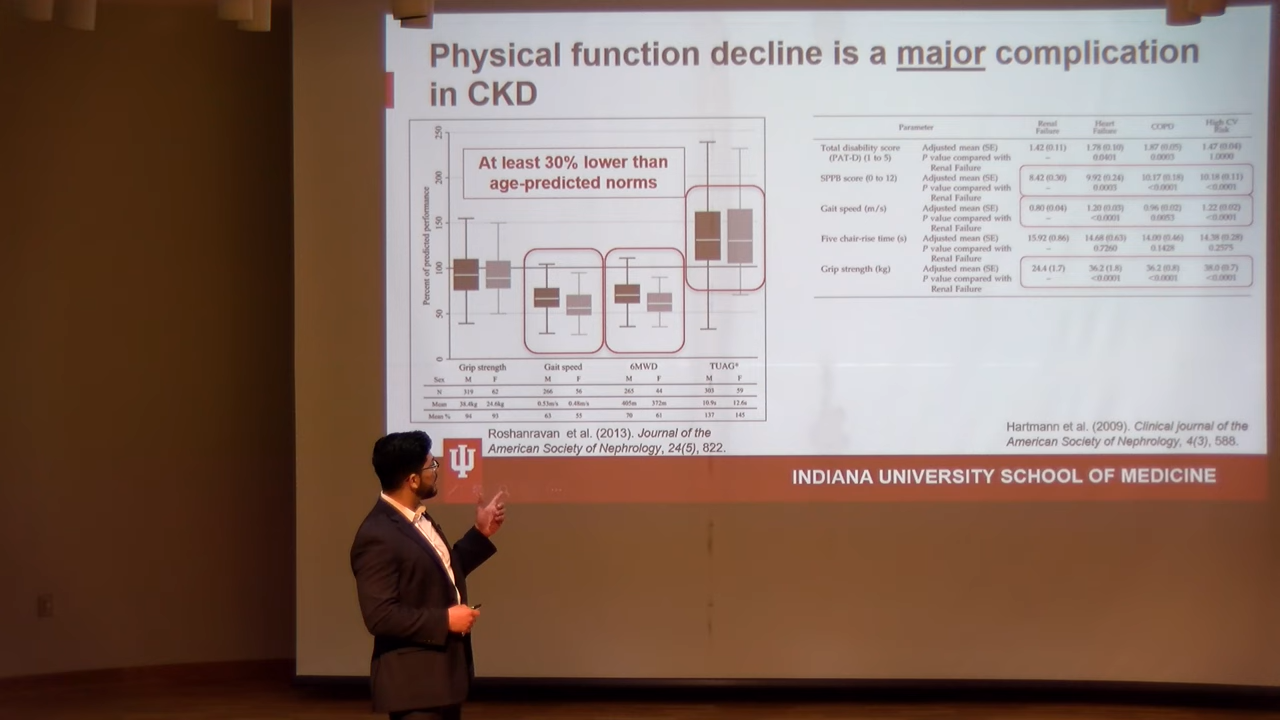 Physical function decline is a major complication
in CKD
250
200
150
100
50
0
Percent of predicted performance
At least 30% lower than
age-predicted norms
Grip strength Gait speed 6MWD TUAG*
Sex M F M F M F M F
N 319 62 266 56 265 44 303 59
Mean 38.4kg 24.6kg 405m 372m 10.9s 12.6s
Mean % 94 93 63 55 70 61 137 145
Roshanravan et al. (2013). Journal of the
American Society of Nephrology, 24(5), 822.
Parameter Renal Failure Heart Failure COPD High CV Risk
Total disability score Adjusted mean (SE) 1.42 (0.11) 1.78 (0.10) 1.87 (0.05) 1.47 (0.04)
(PAT-D) (1 to 5) P value compared with – 0.0401 0.0003 1.0000
Renal Failure
SPPB score (0 to 12) Adjusted mean (SE) 8.42 (0.30) 9.92 (0.24) 10.17 (0.18) 10.18 (0.11)
P value compared with – 0.0003 <0.0001 <0.0001
Renal Failure
Gait speed (m/s) Adjusted mean (SE) 0.80 (0.04) 1.20 (0.03) 0.96 (0.02) 1.22 (0.02)
P value compared with – <0.0001 0.0053 <0.0001
Renal Failure
Five chair-rise time (s) Adjusted mean (SE) 15.92 (0.86) 14.68 (0.63) 14.00 (0.46) 14.38 (0.28)
P value compared with – 0.7260 0.1428 0.2575
Renal Failure
Grip strength (kg) Adjusted mean (SE) 24.4 (1.7) 36.2 (1.8) 36.2 (0.8) 38.0 (0.7)
P value compared with – <0.0001 <0.0001 <0.0001
Renal Failure
Hartmann et al. (2009). Clinical journal of the
American Society of Nephrology, 4(3), 588.
INDIANA UNIVERSITY SCHOOL OF MEDICINE